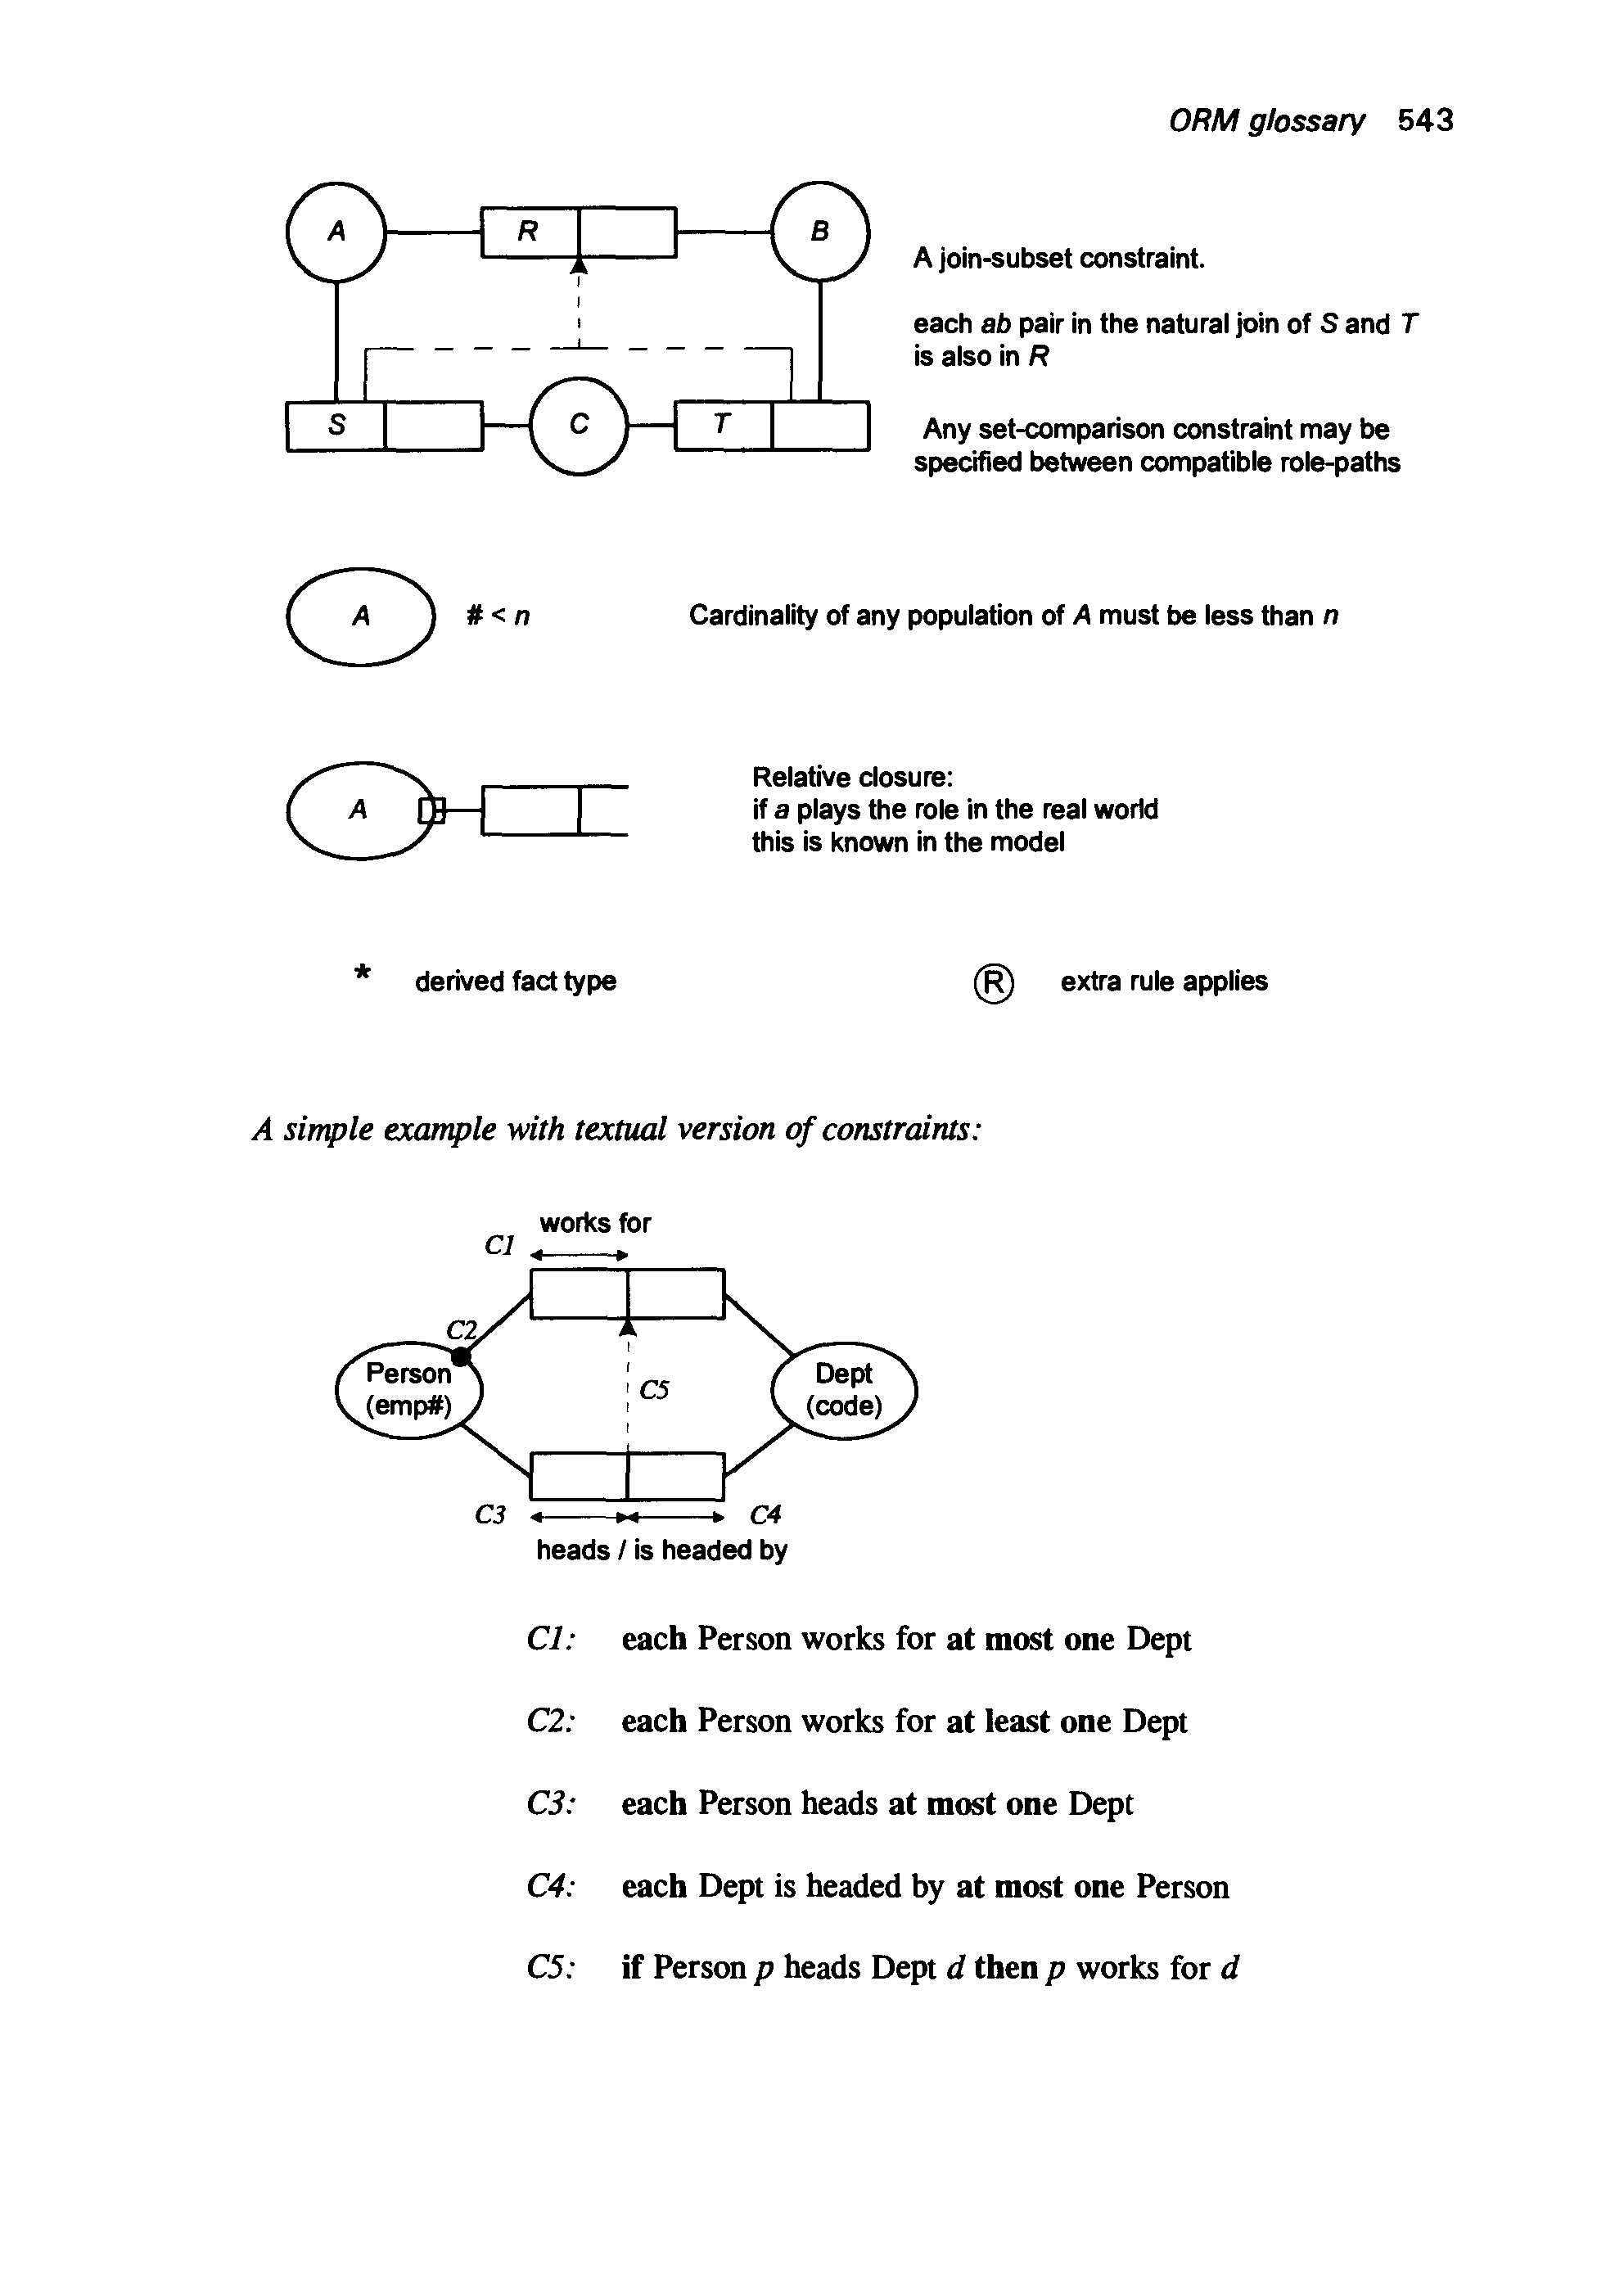 ORM glossary 543
A
R
B
A join-subset constraint.
each ab pair in the natural join of S and T
is also in R
S
C
T
Any set-comparison constraint may be
specified between compatible role-paths
A
# < n
Cardinality of any population of A must be less than n
A
Relative closure:
if a plays the role in the real world
this is known in the model
* derived fact type
Ⓡ extra rule applies
A simple example with textual version of constraints:
works for
C1
C2
Person
(emp#)
C5
Dept
(code)
C3
C4
heads / is headed by
C1: each Person works for at most one Dept
C2: each Person works for at least one Dept
C3: each Person heads at most one Dept
C4: each Dept is headed by at most one Person
C5: if Person p heads Dept d then p works for d